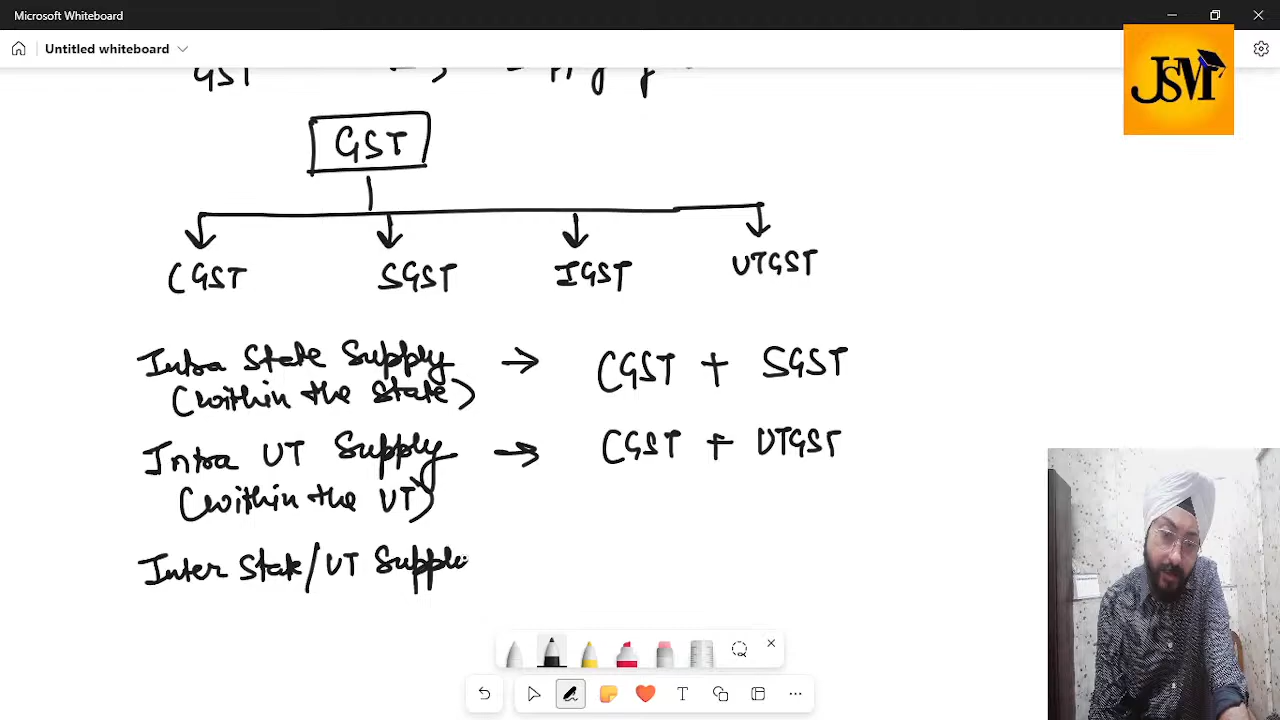 Microsoft Whiteboard
Untitled whiteboard
JSM
GST
GST
CGST SGST IGST UTGST
Intra State Supply → CGST + SGST
(within the State)
Intra UT Supply → CGST + UTGST
(within the UT)
Inter State/UT Supply